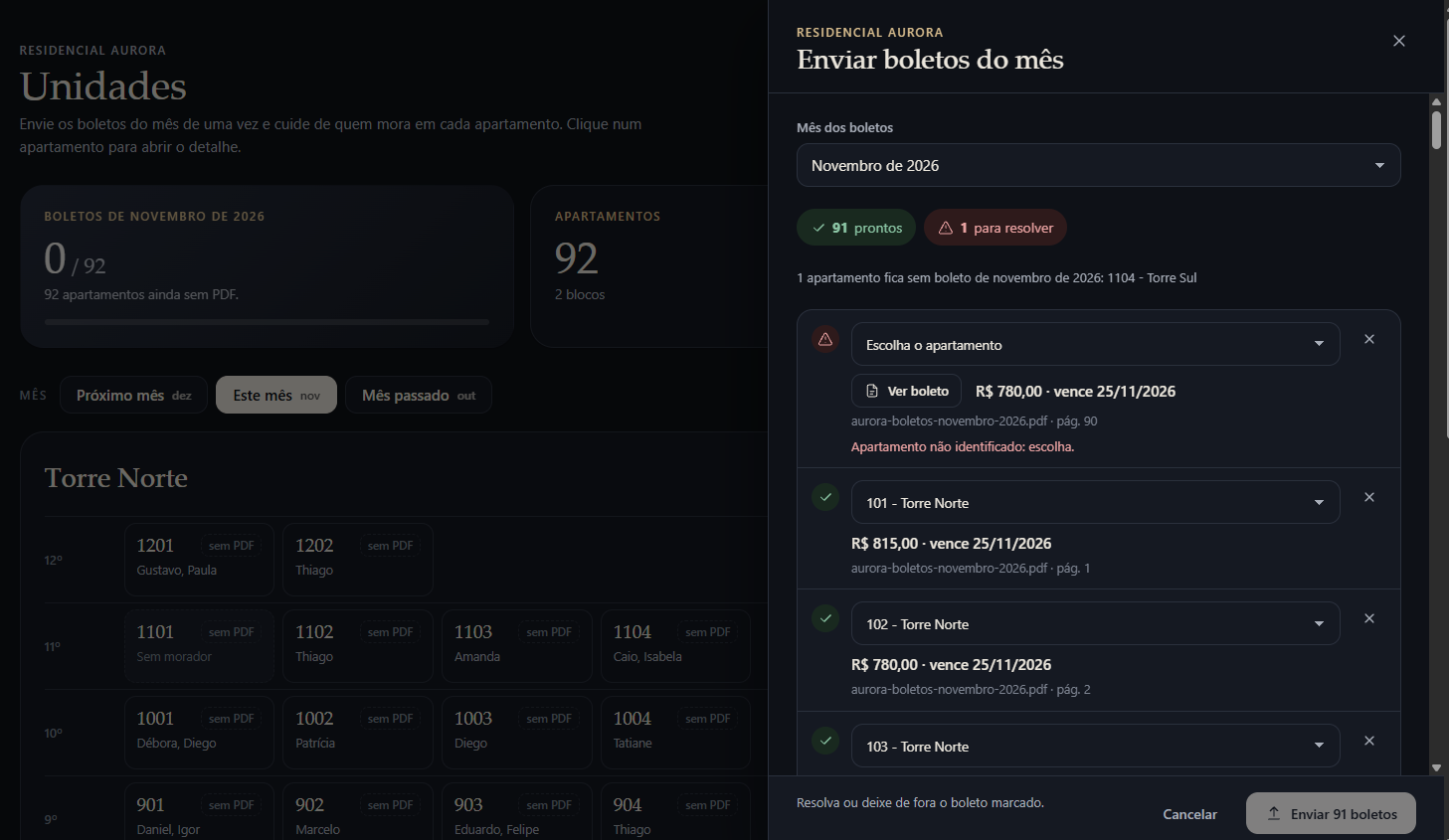 RESIDENCIAL AURORA
Unidades
Envie os boletos do mês de uma vez e cuide de quem mora em cada apartamento. Clique num
apartamento para abrir o detalhe.
BOLETOS DE NOVEMBRO DE 2026
0 / 92
92 apartamentos ainda sem PDF.
APARTAMENTOS
92
2 blocos
MÊS
Próximo mês dez
Este mês nov
Mês passado out
Torre Norte
12º
1201 sem PDF
Gustavo, Paula
1202 sem PDF
Thiago
11º
1101 sem PDF
Sem morador
1102 sem PDF
Thiago
1103 sem PDF
Amanda
1104 sem PDF
Caio, Isabela
10º
1001 sem PDF
Débora, Diego
1002 sem PDF
Patrícia
1003 sem PDF
Diego
1004 sem PDF
Tatiane
9º
901 sem PDF
Daniel, Igor
902 sem PDF
Marcelo
903 sem PDF
Eduardo, Felipe
904 sem PDF
Thiago
RESIDENCIAL AURORA
Enviar boletos do mês
Mês dos boletos
Novembro de 2026
91 prontos
1 para resolver
1 apartamento fica sem boleto de novembro de 2026: 1104 - Torre Sul
Escolha o apartamento
Ver boleto
R$ 780,00 · vence 25/11/2026
aurora-boletos-novembro-2026.pdf · pág. 90
Apartamento não identificado: escolha.
101 - Torre Norte
R$ 815,00 · vence 25/11/2026
aurora-boletos-novembro-2026.pdf · pág. 1
102 - Torre Norte
R$ 780,00 · vence 25/11/2026
aurora-boletos-novembro-2026.pdf · pág. 2
103 - Torre Norte
Resolva ou deixe de fora o boleto marcado.
Cancelar
Enviar 91 boletos